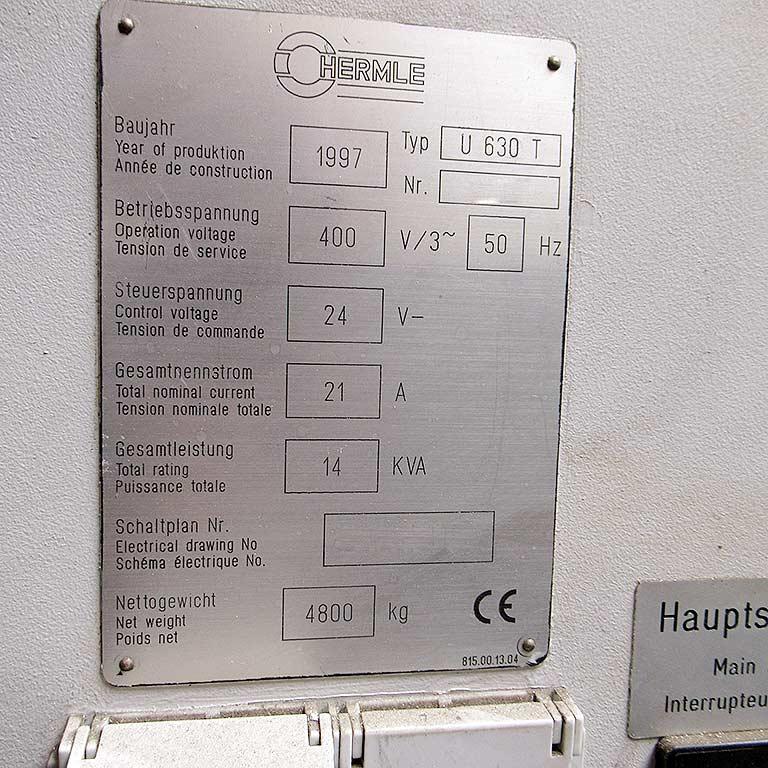 HERMLE
Baujahr
Year of produktion
Année de construction
1997
Typ U 630 T
Nr.
Betriebsspannung
Operation voltage
Tension de service
400 V/3~ 50 Hz
Steuerspannung
Control voltage
Tension de commande
24 V–
Gesamtnennstrom
Total nominal current
Tension nominale totale
21 A
Gesamtleistung
Total rating
Puissance totale
14 KVA
Schaltplan Nr.
Electrical drawing No
Schéma électrique No.
Nettogewicht
Net weight
Poids net
4800 kg
CE
815.00.13.04
Haupts
Main
Interrupteu